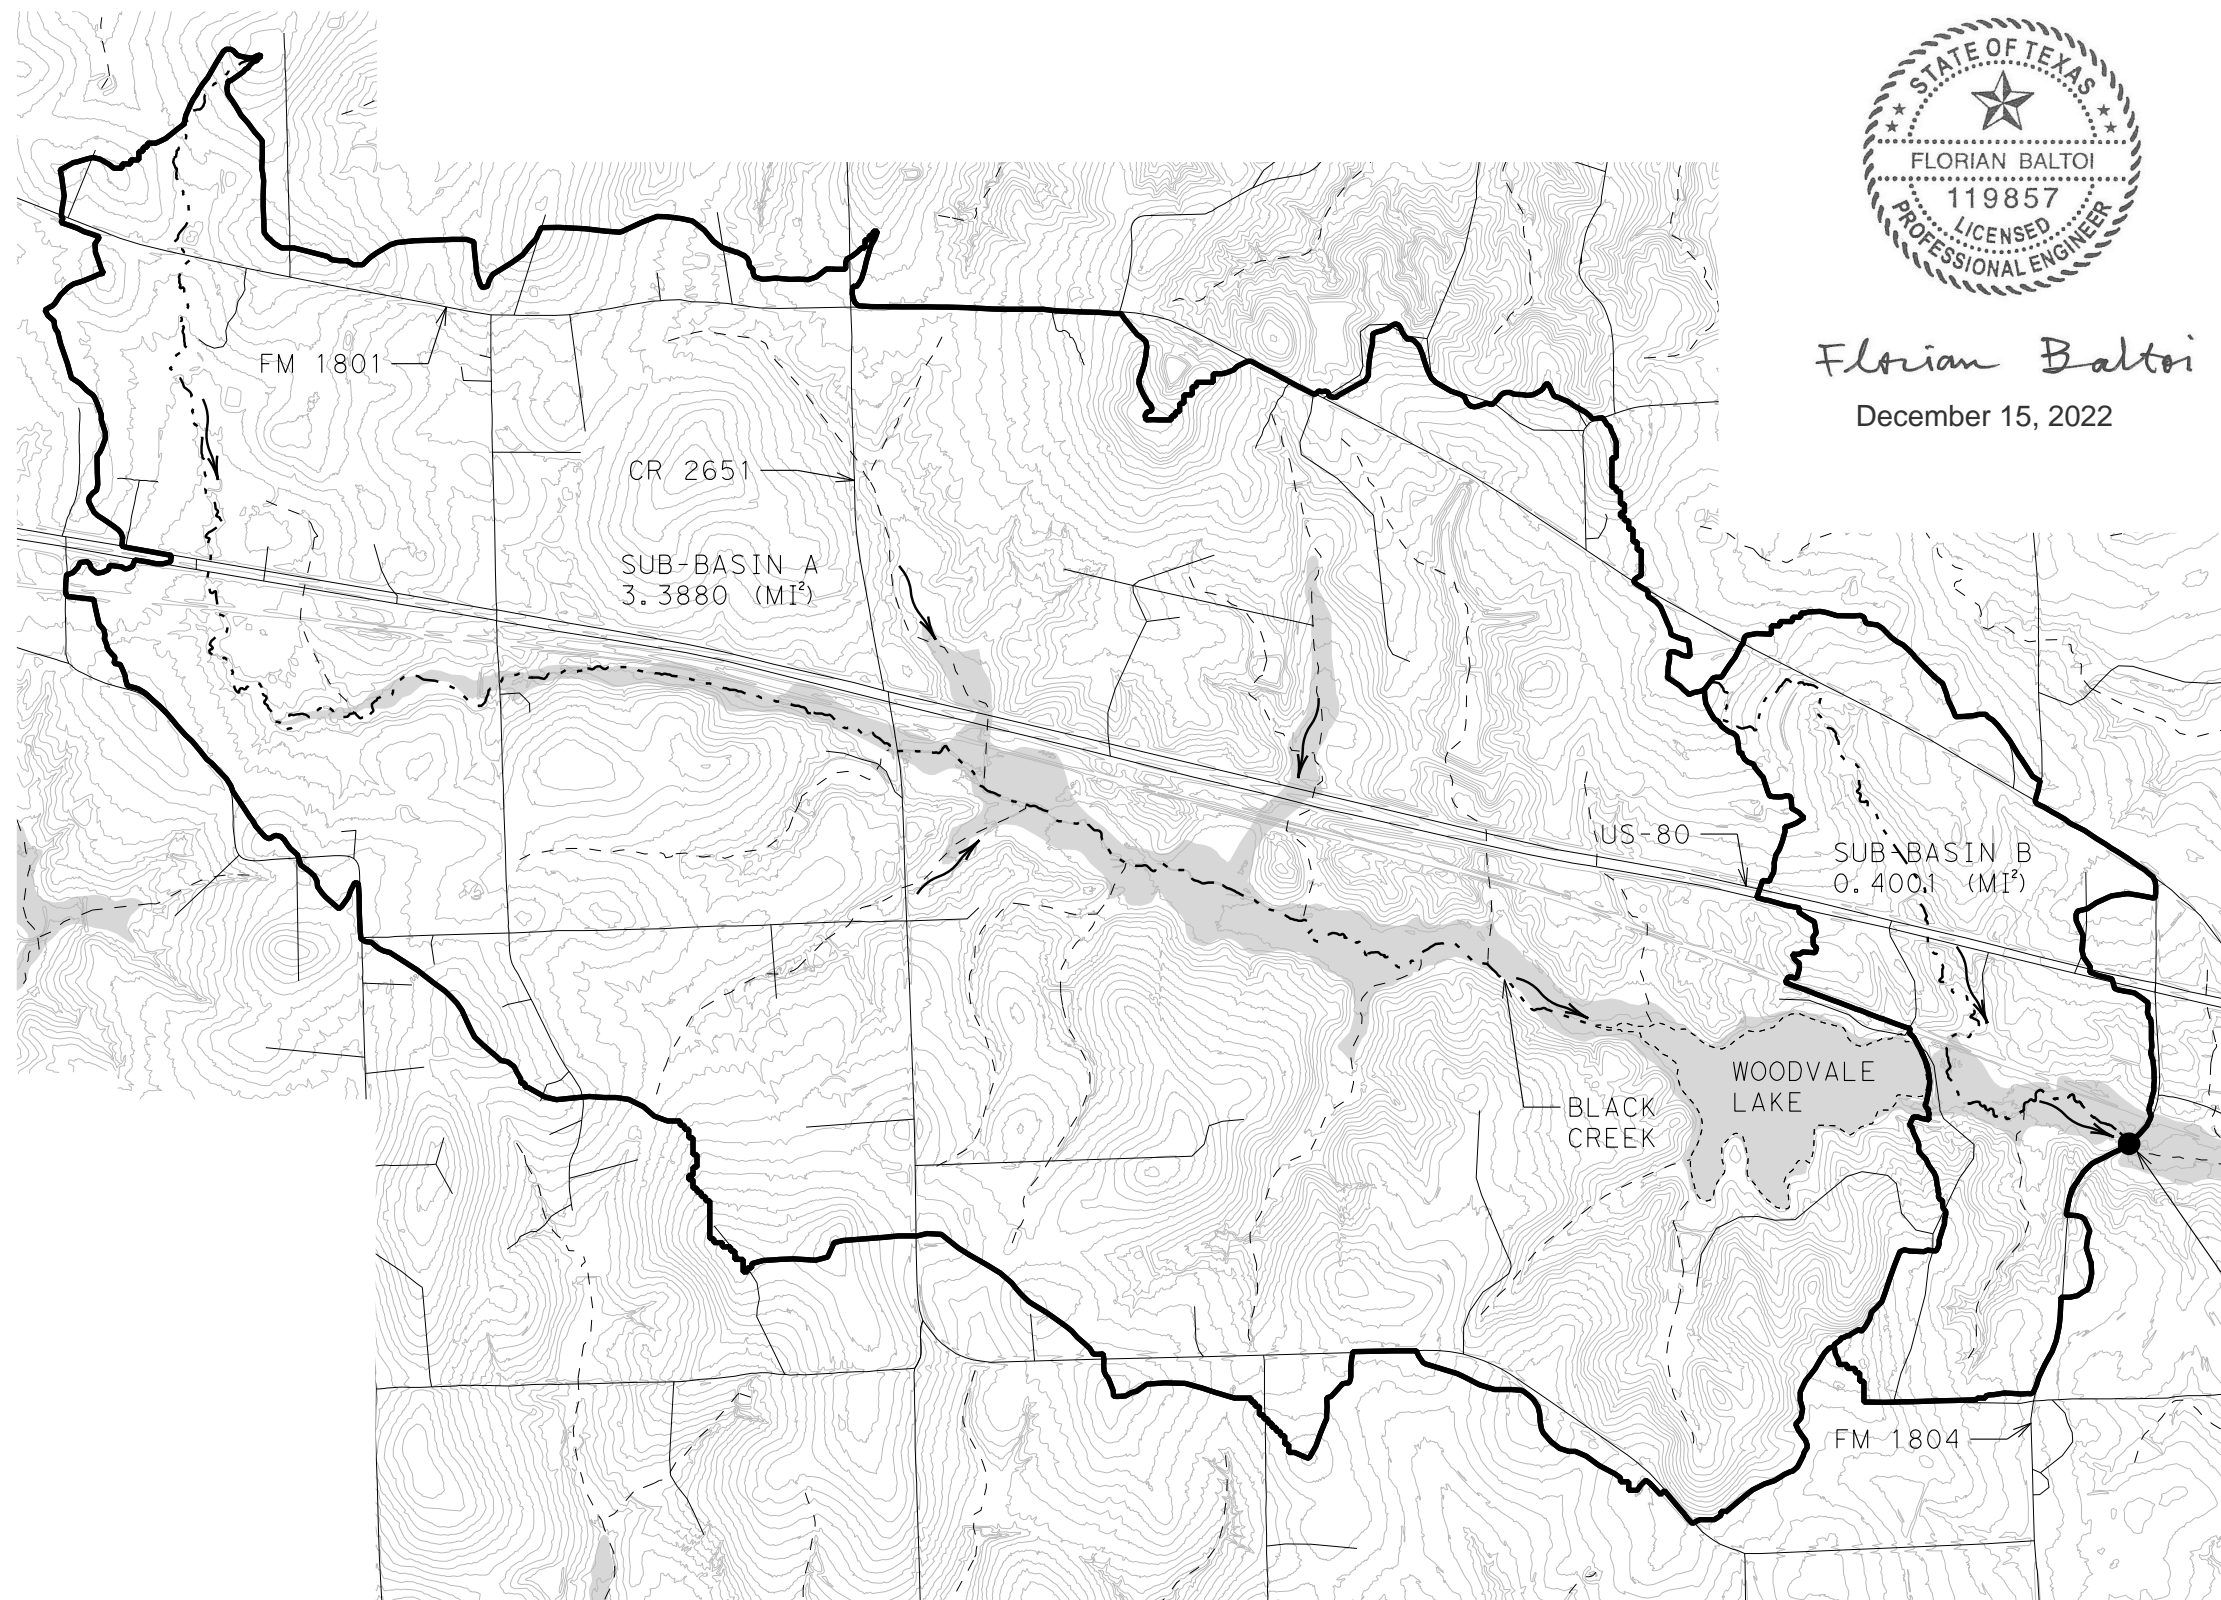 STATE OF TEXAS
FLORIAN BALTOI
119857
LICENSED
PROFESSIONAL ENGINEER
Florian Baltoi
December 15, 2022
FM 1801
CR 2651
SUB-BASIN A
3.3880 (MI²)
US-80
SUB-BASIN B
0.4001 (MI²)
WOODVALE
LAKE
BLACK
CREEK
FM 1804